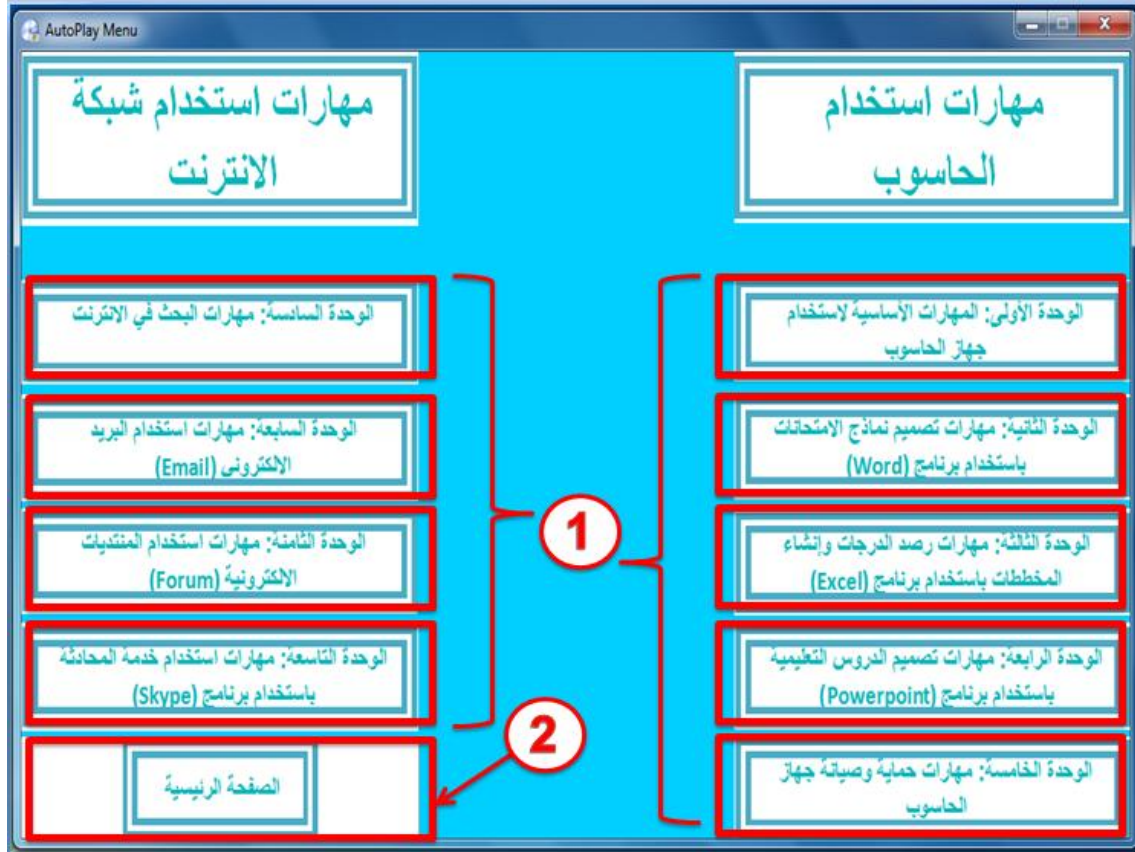 AutoPlay Menu
مهارات استخدام
الحاسوب
الوحدة الأولى: المهارات الأساسية لاستخدام
جهاز الحاسوب
الوحدة الثانية: مهارات تصميم نماذج الامتحانات
باستخدام برنامج (Word)
الوحدة الثالثة: مهارات رصد الدرجات وإنشاء
المخططات باستخدام برنامج (Excel)
الوحدة الرابعة: مهارات تصميم الدروس التعليمية
باستخدام برنامج (Powerpoint)
الوحدة الخامسة: مهارات حماية وصيانة جهاز
الحاسوب
1
2
مهارات استخدام شبكة
الانترنت
الوحدة السادسة: مهارات البحث في الانترنت
الوحدة السابعة: مهارات استخدام البريد
الالكتروني (Email)
الوحدة الثامنة: مهارات استخدام المنتديات
الالكترونية (Forum)
الوحدة التاسعة: مهارات استخدام خدمة المحادثة
باستخدام برنامج (Skype)
الصفحة الرئيسية